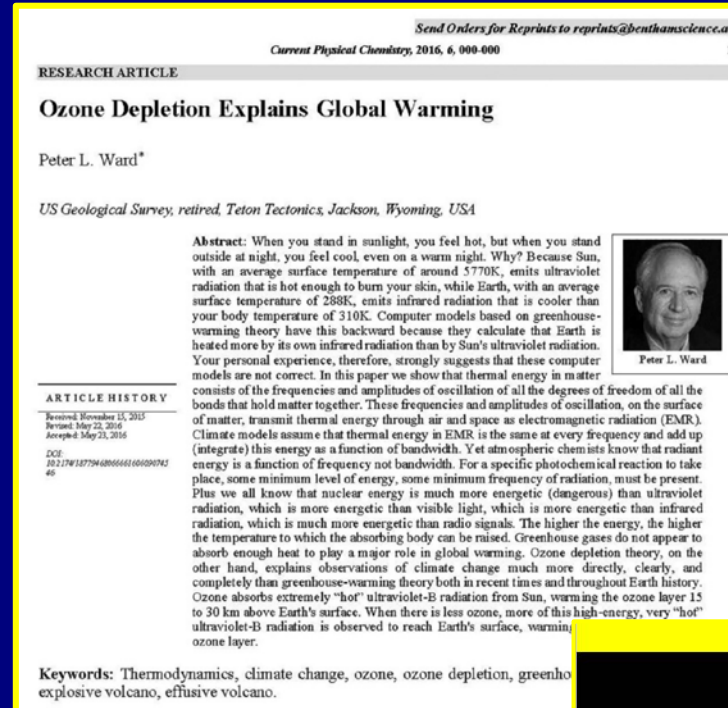 Send Orders for Reprints to reprints@benthamscience.a
Current Physical Chemistry, 2016, 6, 000-000
RESEARCH ARTICLE
Ozone Depletion Explains Global Warming
Peter L. Ward*
US Geological Survey, retired, Teton Tectonics, Jackson, Wyoming, USA
Abstract: When you stand in sunlight, you feel hot, but when you stand
outside at night, you feel cool, even on a warm night. Why? Because Sun,
with an average surface temperature of around 5770K, emits ultraviolet
radiation that is hot enough to burn your skin, while Earth, with an average
surface temperature of 288K, emits infrared radiation that is cooler than
your body temperature of 310K. Computer models based on greenhouse-
warming theory have this backward because they calculate that Earth is
heated more by its own infrared radiation than by Sun's ultraviolet radiation.
Your personal experience, therefore, strongly suggests that these computer
models are not correct. In this paper we show that thermal energy in matter
consists of the frequencies and amplitudes of oscillation of all the degrees of freedom of all the
bonds that hold matter together. These frequencies and amplitudes of oscillation, on the surface
of matter, transmit thermal energy through air and space as electromagnetic radiation (EMR).
Climate models assume that thermal energy in EMR is the same at every frequency and add up
(integrate) this energy as a function of bandwidth. Yet atmospheric chemists know that radiant
energy is a function of frequency not bandwidth. For a specific photochemical reaction to take
place, some minimum level of energy, some minimum frequency of radiation, must be present.
Plus we all know that nuclear energy is much more energetic (dangerous) than ultraviolet
radiation, which is more energetic than visible light, which is more energetic than infrared
radiation, which is much more energetic than radio signals. The higher the energy, the higher
the temperature to which the absorbing body can be raised. Greenhouse gases do not appear to
absorb enough heat to play a major role in global warming. Ozone depletion theory, on the
other hand, explains observations of climate change much more directly, clearly, and
completely than greenhouse-warming theory both in recent times and throughout Earth history.
Ozone absorbs extremely "hot" ultraviolet-B radiation from Sun, warming the ozone layer 15
to 30 km above Earth's surface. When there is less ozone, more of this high-energy, very "hot"
ultraviolet-B radiation is observed to reach Earth's surface, warming
ozone layer.
Peter L. Ward
ARTICLE HISTORY
Received: November 15, 2015
Revised: May 22, 2016
Accepted: May 23, 2016
DOI:
46
Keywords: Thermodynamics, climate change, ozone, ozone depletion, greenho
explosive volcano, effusive volcano.